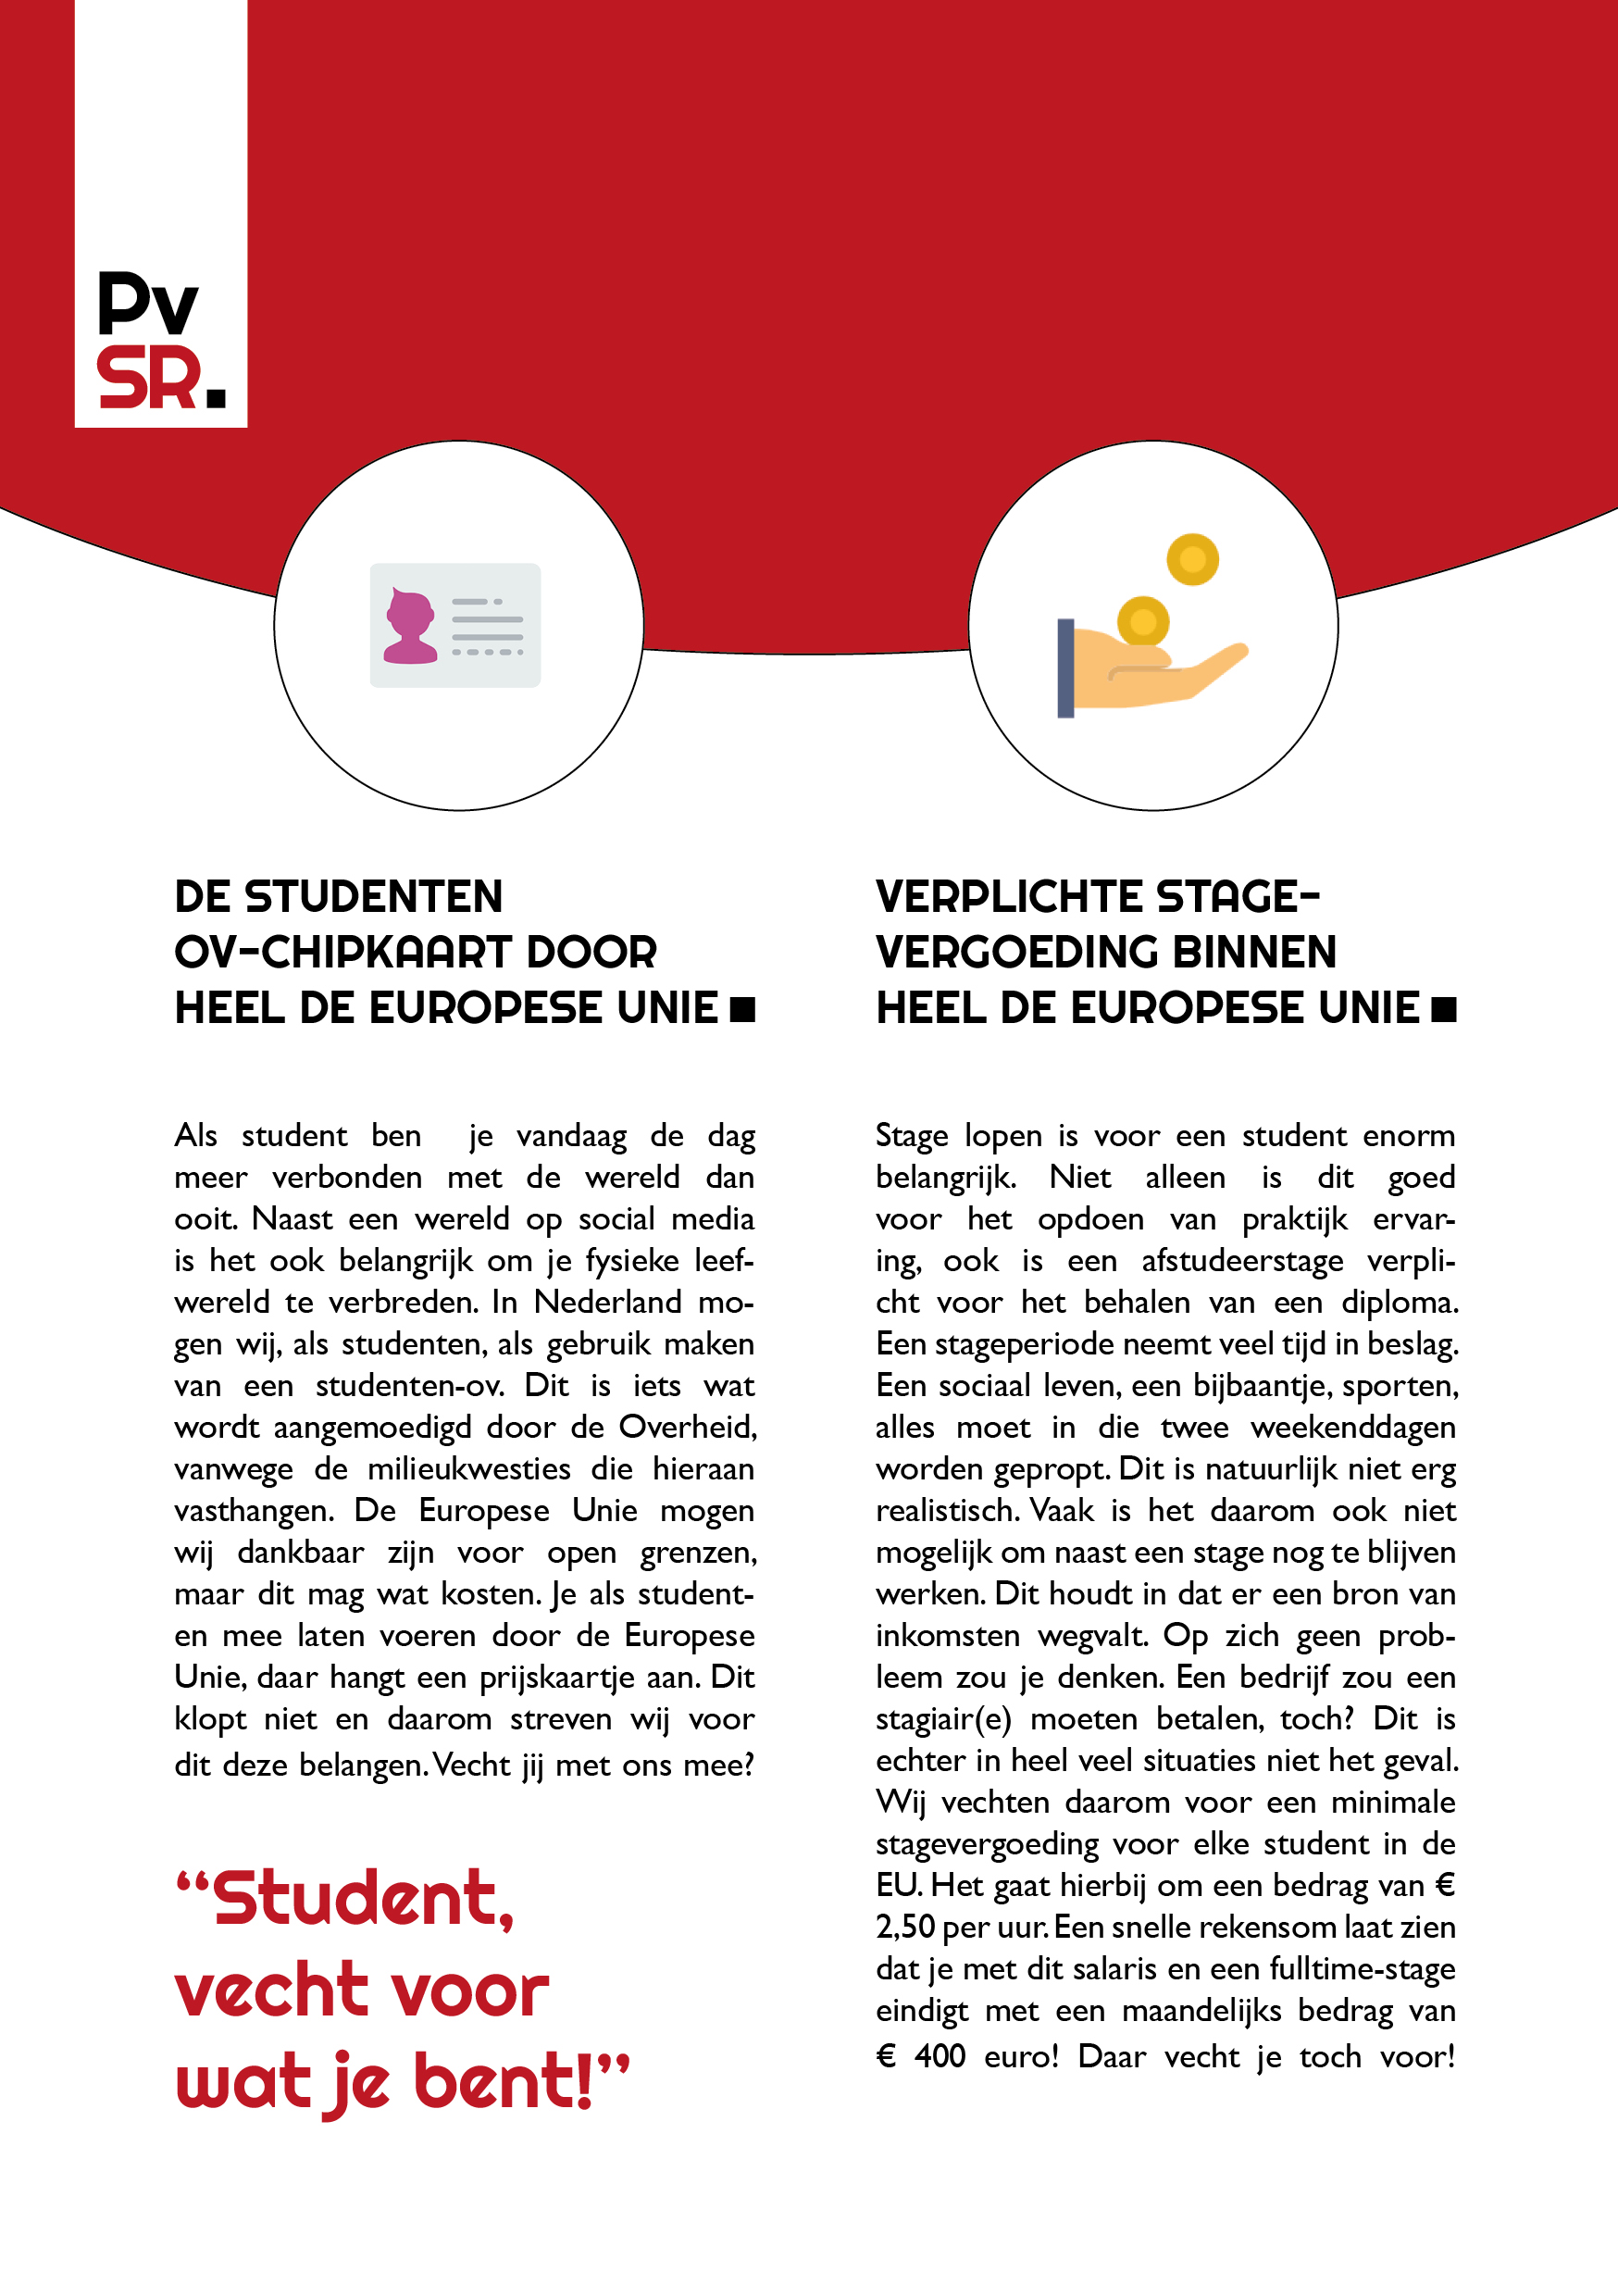 Pv
SR.
DE STUDENTEN
OV-CHIPKAART DOOR
HEEL DE EUROPESE UNIE
Als student ben je vandaag de dag
meer verbonden met de wereld dan
ooit. Naast een wereld op social media
is het ook belangrijk om je fysieke leef-
wereld te verbreden. In Nederland mo-
gen wij, als studenten, als gebruik maken
van een studenten-ov. Dit is iets wat
wordt aangemoedigd door de Overheid,
vanwege de milieukwesties die hieraan
vasthangen. De Europese Unie mogen
wij dankbaar zijn voor open grenzen,
maar dit mag wat kosten. Je als student-
en mee laten voeren door de Europese
Unie, daar hangt een prijskaartje aan. Dit
klopt niet en daarom streven wij voor
dit deze belangen. Vecht jij met ons mee?
“Student,
vecht voor
wat je bent!”
VERPLICHTE STAGE-
VERGOEDING BINNEN
HEEL DE EUROPESE UNIE
Stage lopen is voor een student enorm
belangrijk. Niet alleen is dit goed
voor het opdoen van praktijk ervar-
ing, ook is een afstudeerstage verpli-
cht voor het behalen van een diploma.
Een stageperiode neemt veel tijd in beslag.
Een sociaal leven, een bijbaantje, sporten,
alles moet in die twee weekenddagen
worden gepropt. Dit is natuurlijk niet erg
realistisch. Vaak is het daarom ook niet
mogelijk om naast een stage nog te blijven
werken. Dit houdt in dat er een bron van
inkomsten wegvalt. Op zich geen prob-
leem zou je denken. Een bedrijf zou een
stagiair(e) moeten betalen, toch? Dit is
echter in heel veel situaties niet het geval.
Wij vechten daarom voor een minimale
stagevergoeding voor elke student in de
EU. Het gaat hierbij om een bedrag van €
2,50 per uur. Een snelle rekensom laat zien
dat je met dit salaris en een fulltime-stage
eindigt met een maandelijks bedrag van
€ 400 euro! Daar vecht je toch voor!